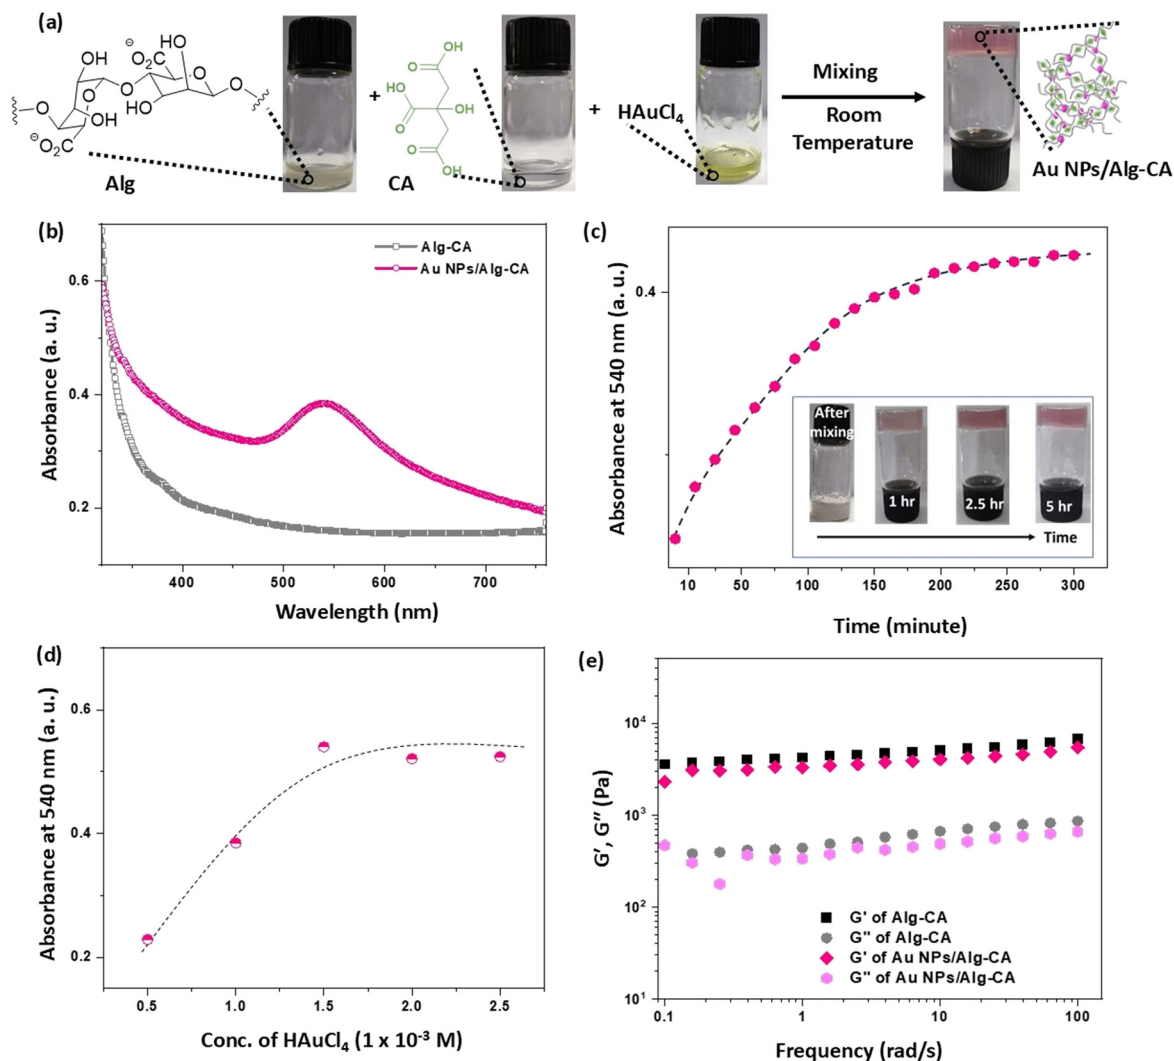 (a)
OH
⊖
O₂C
HO
OH
O
O
O
O
HO
O
HO
OH
⊖
O₂C
Alg
+
O
OH
HO
OH
O
O
OH
CA
+
HAuCl₄
Mixing
Room
Temperature
Au NPs/Alg-CA
(b)
Alg-CA
Au NPs/Alg-CA
Absorbance (a. u.)
0.6
0.4
0.2
400
500
600
700
Wavelength (nm)
(c)
Absorbance at 540 nm (a. u.)
0.4
After
mixing
1 hr
2.5 hr
5 hr
Time
10
50
100
150
200
250
300
Time (minute)
(d)
Absorbance at 540 nm (a. u.)
0.6
0.4
0.2
0.5
1.0
1.5
2.0
2.5
Conc. of HAuCl₄ (1 x 10⁻³ M)
(e)
G′, G″ (Pa)
10⁴
10³
10²
10¹
G' of Alg-CA
G'' of Alg-CA
G' of Au NPs/Alg-CA
G'' of Au NPs/Alg-CA
0.1
1
10
100
Frequency (rad/s)